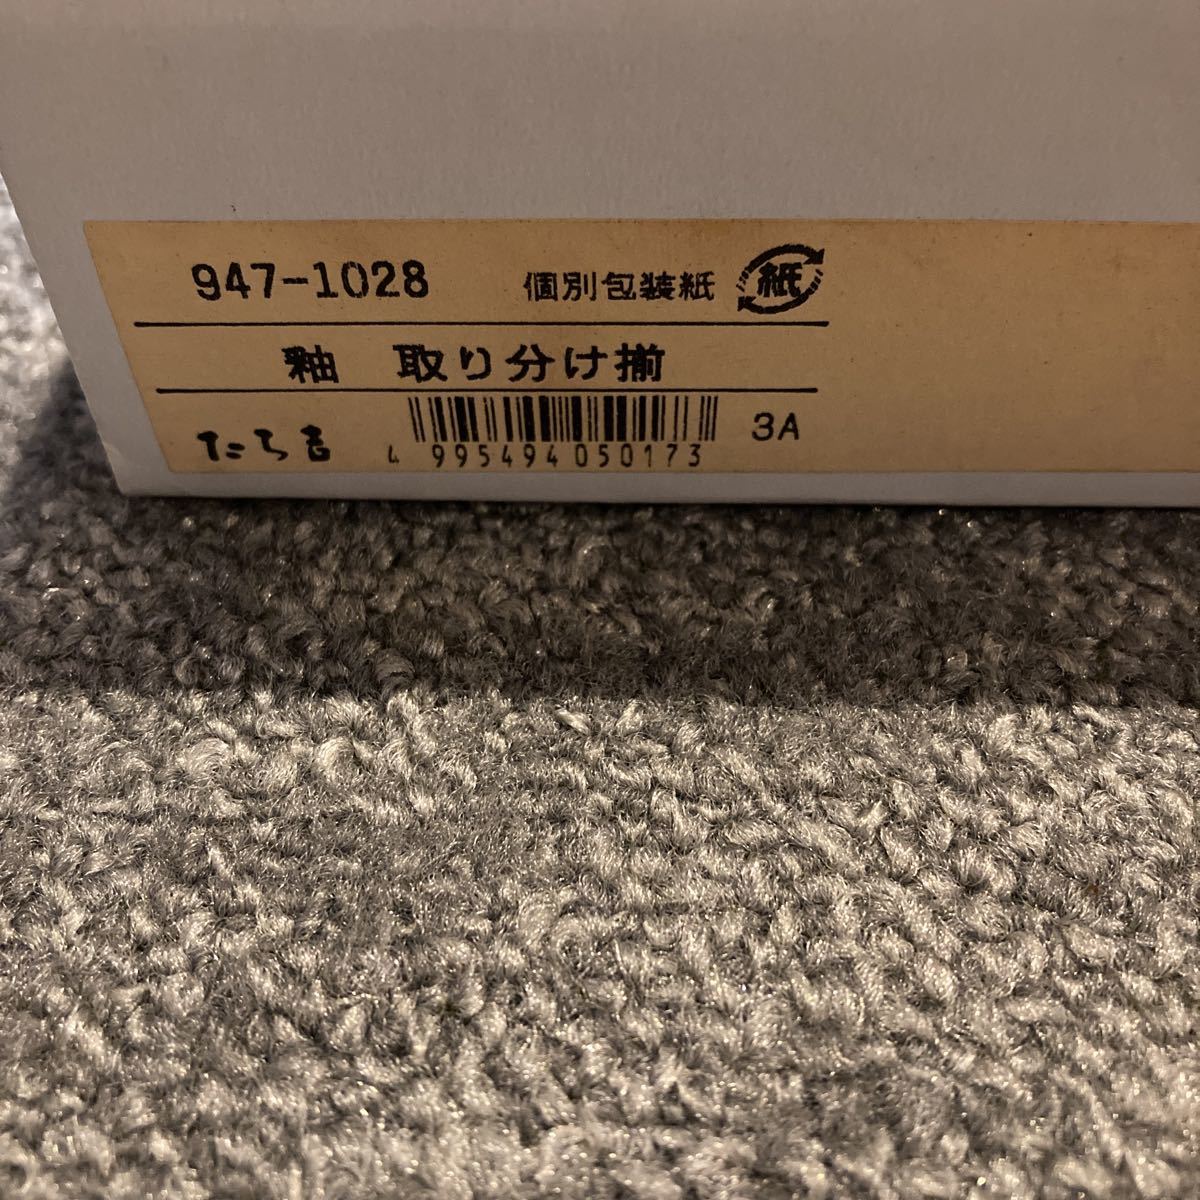 947-1028 個別包装紙 紙
釉 取り分け揃
たち吉 4 995494 050173 3A